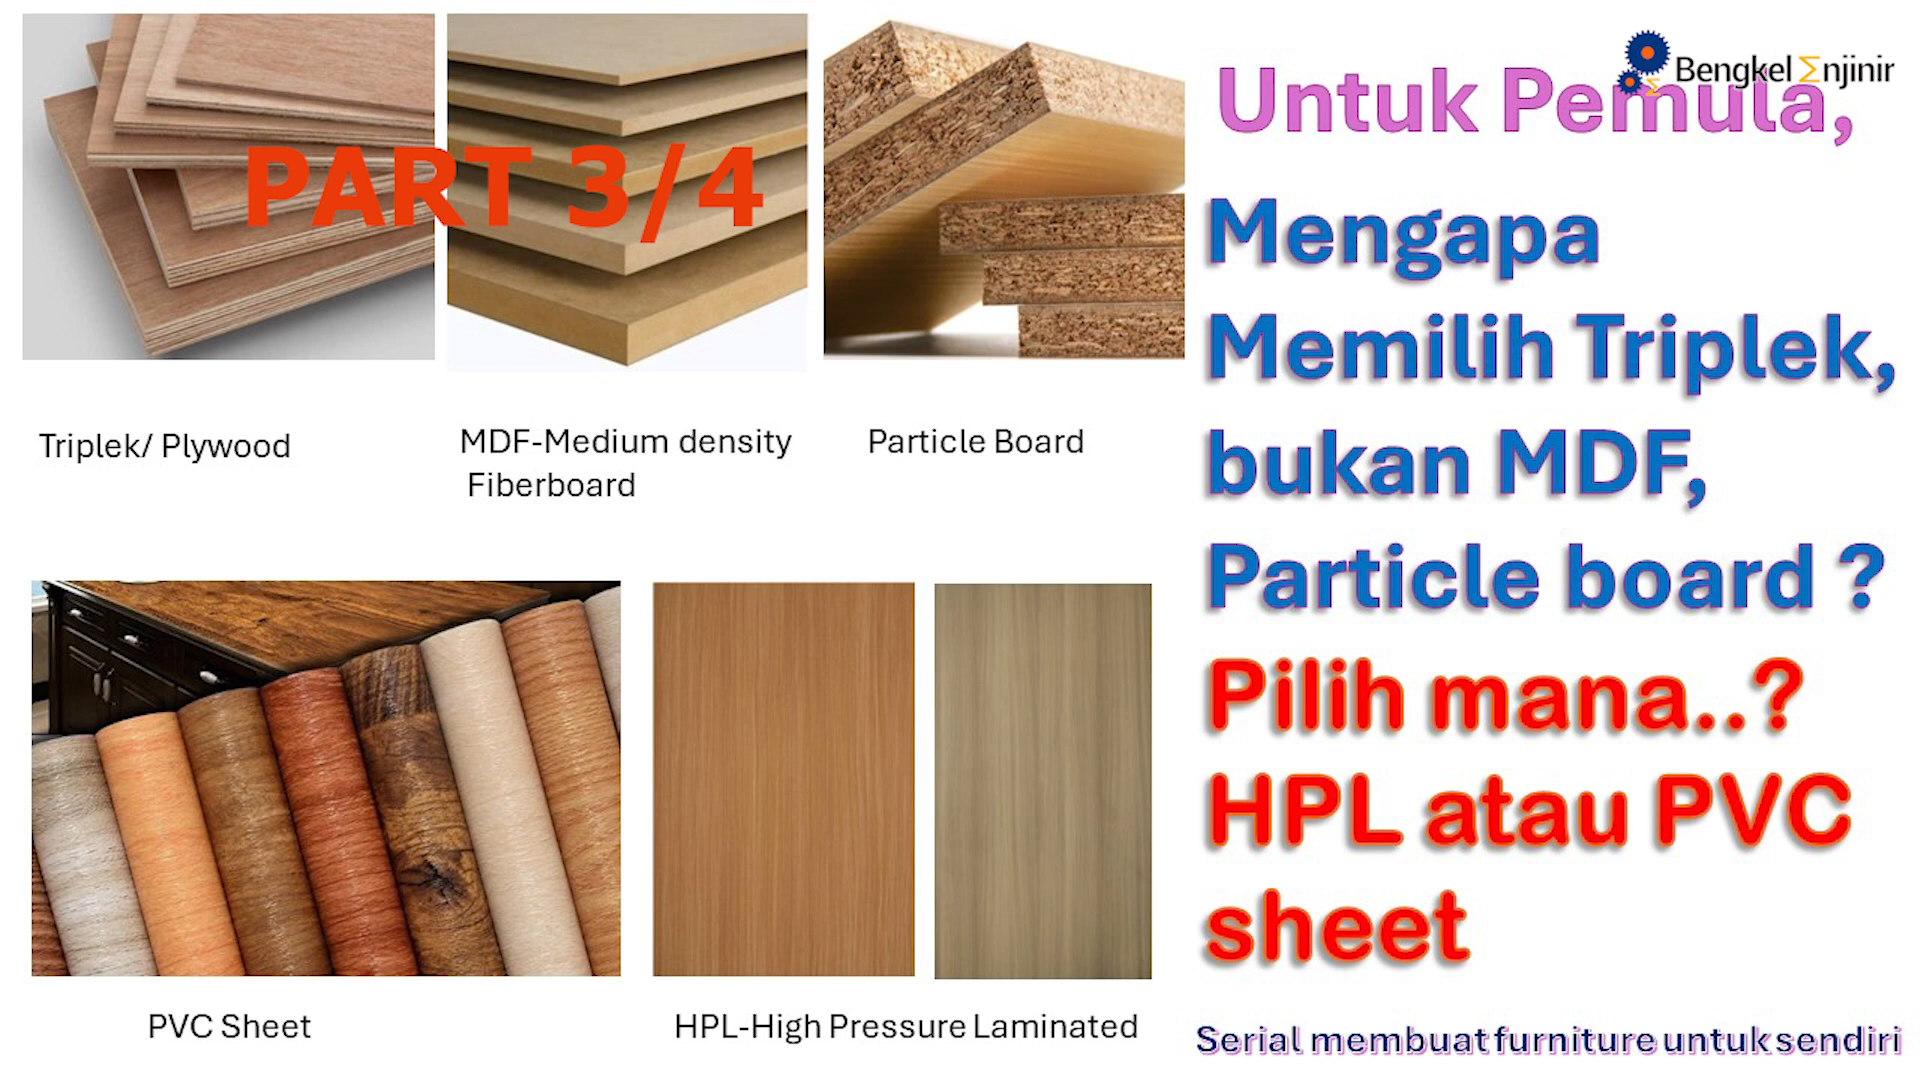 PART 3/4
Triplek/ Plywood
MDF-Medium density
Fiberboard
Particle Board
PVC Sheet
HPL-High Pressure Laminated
Bengkel Σnjinir
Untuk Pemula,
Mengapa
Memilih Triplek,
bukan MDF,
Particle board ?
Pilih mana..?
HPL atau PVC
sheet
Serial membuat furniture untuk sendiri